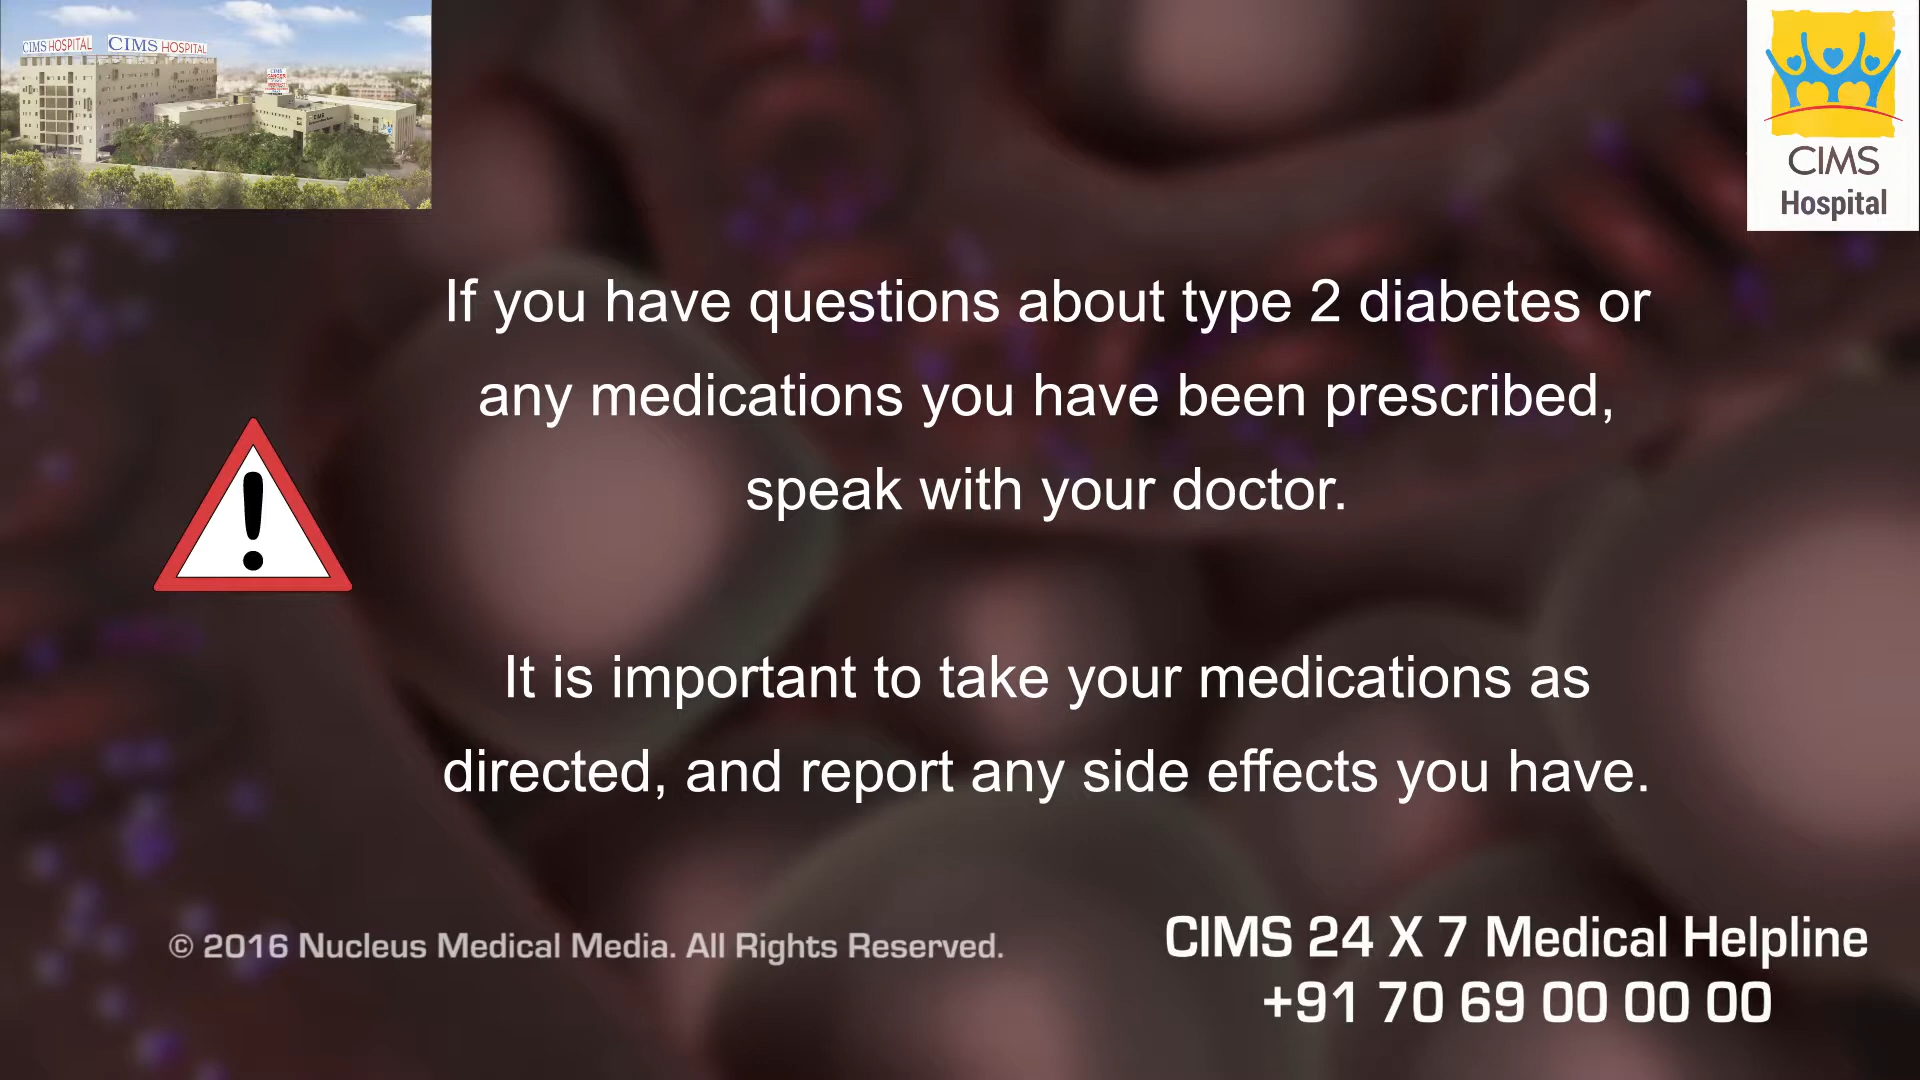 CIMS HOSPITAL CIMS HOSPITAL
CIMS
CIMS
Hospital
If you have questions about type 2 diabetes or
any medications you have been prescribed,
speak with your doctor.
It is important to take your medications as
directed, and report any side effects you have.
© 2016 Nucleus Medical Media. All Rights Reserved.
CIMS 24 X 7 Medical Helpline
+91 70 69 00 00 00